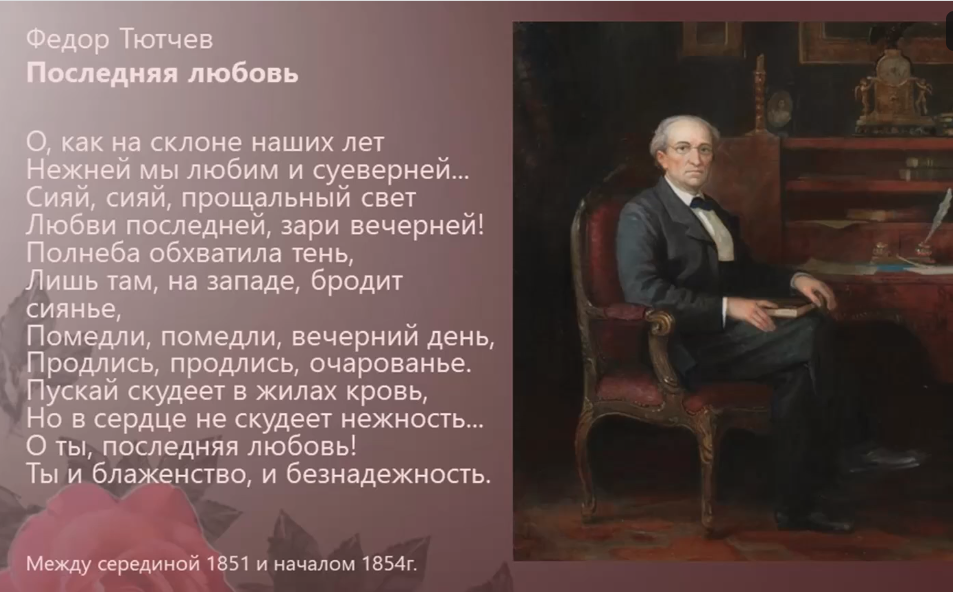 Федор Тютчев
Последняя любовь
О, как на склоне наших лет
Нежней мы любим и суеверней...
Сияй, сияй, прощальный свет
Любви последней, зари вечерней!
Полнеба обхватила тень,
Лишь там, на западе, бродит
сиянье,
Помедли, помедли, вечерний день,
Продлись, продлись, очарованье.
Пускай скудеет в жилах кровь,
Но в сердце не скудеет нежность...
О ты, последняя любовь!
Ты и блаженство, и безнадежность.
Между серединой 1851 и началом 1854г.